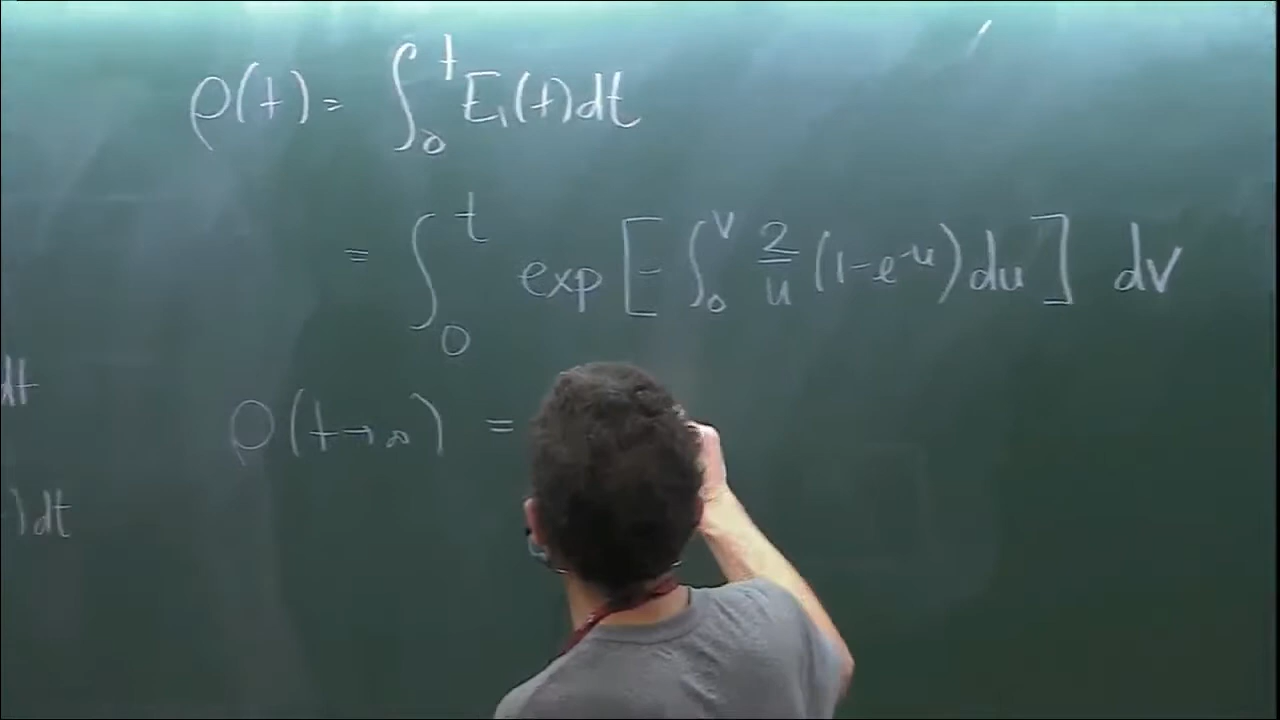 ρ(t) = ∫₀ᵗ E₁(t)dt
= ∫₀ᵗ exp[-∫₀ᵛ 2/u (1-e⁻ᵘ)du] dv
dt
ρ(t→∞) =
)dt